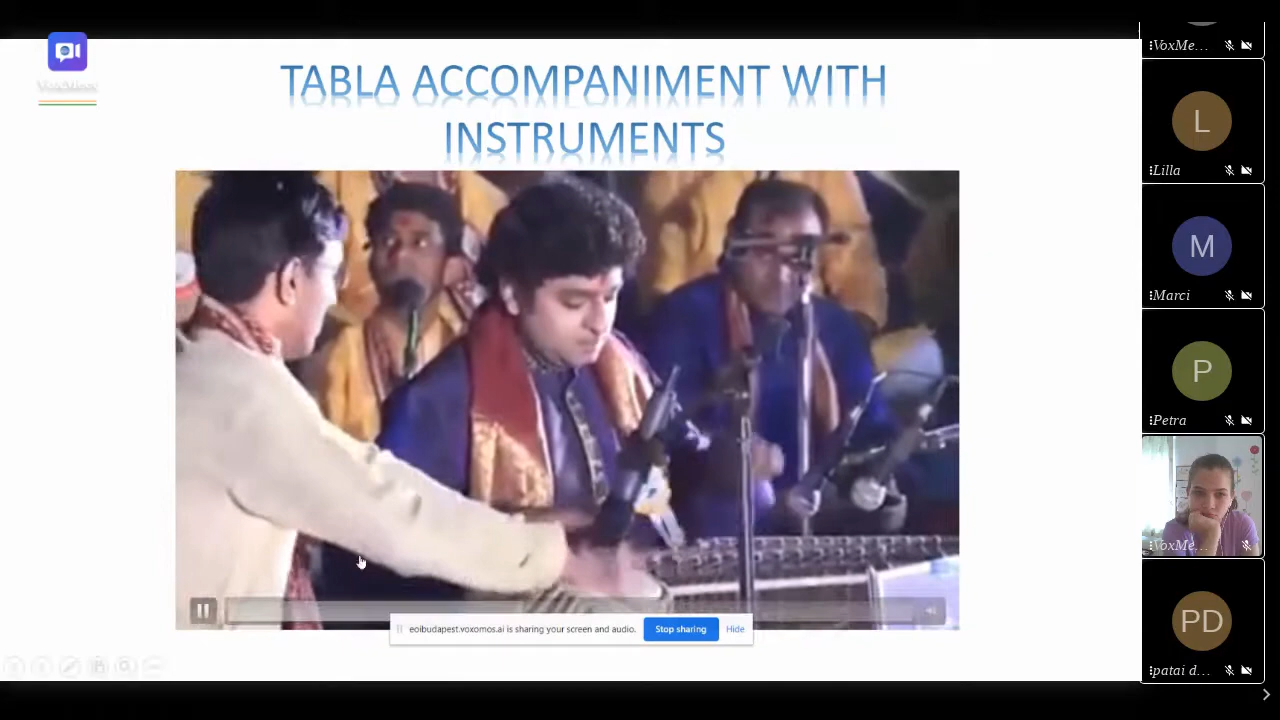 VoxMeet
TABLA ACCOMPANIMENT WITH
INSTRUMENTS
eoibudapest.voxomos.ai is sharing your screen and audio.
Stop sharing
Hide
VoxMe...
L
Lilla
M
Marci
P
Petra
VoxMe...
PD
patai d...